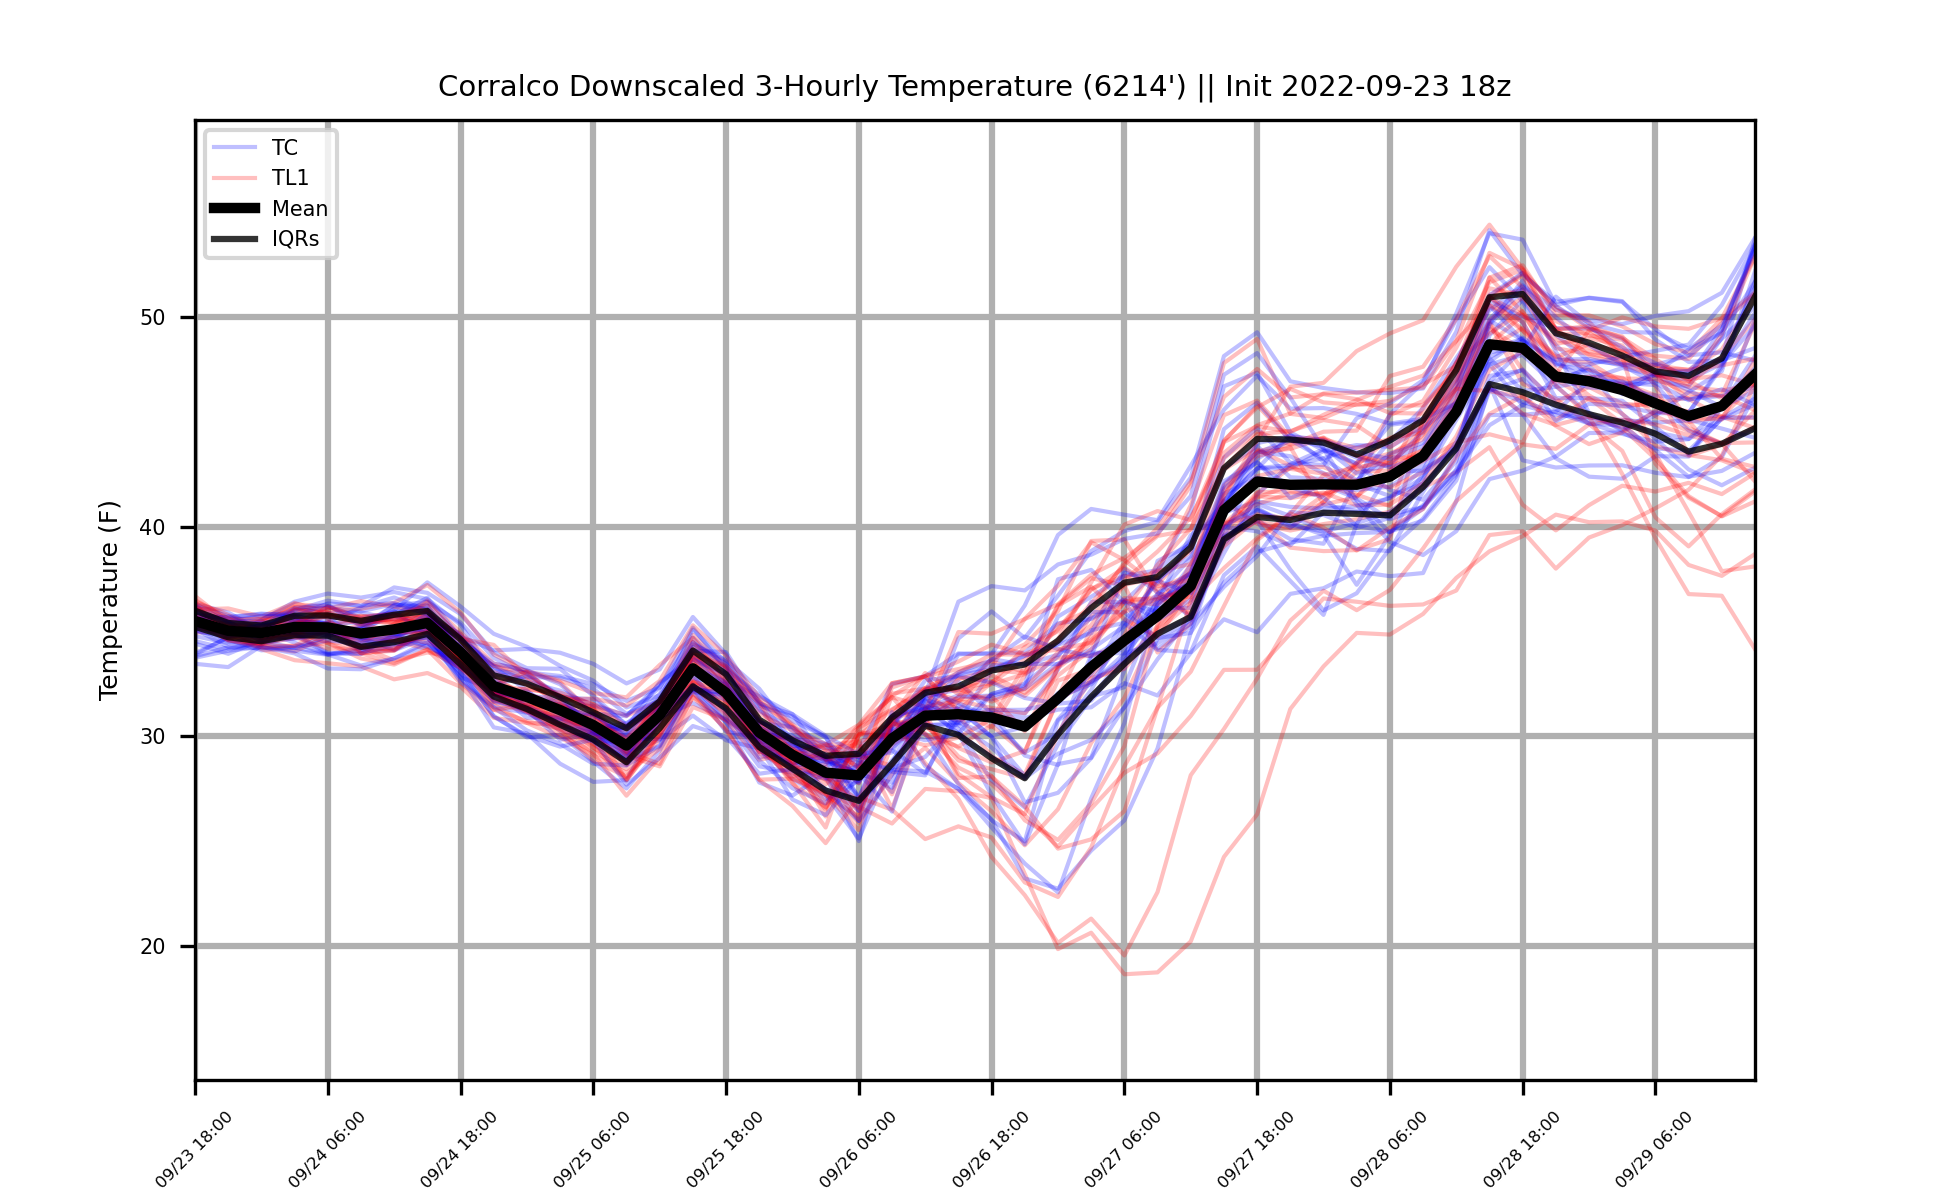 Corralco Downscaled 3-Hourly Temperature (6214') || Init 2022-09-23 18z
TC
TL1
Mean
IQRs
Temperature (F)
50
40
30
20
09/23 18:00
09/24 06:00
09/24 18:00
09/25 06:00
09/25 18:00
09/26 06:00
09/26 18:00
09/27 06:00
09/27 18:00
09/28 06:00
09/28 18:00
09/29 06:00